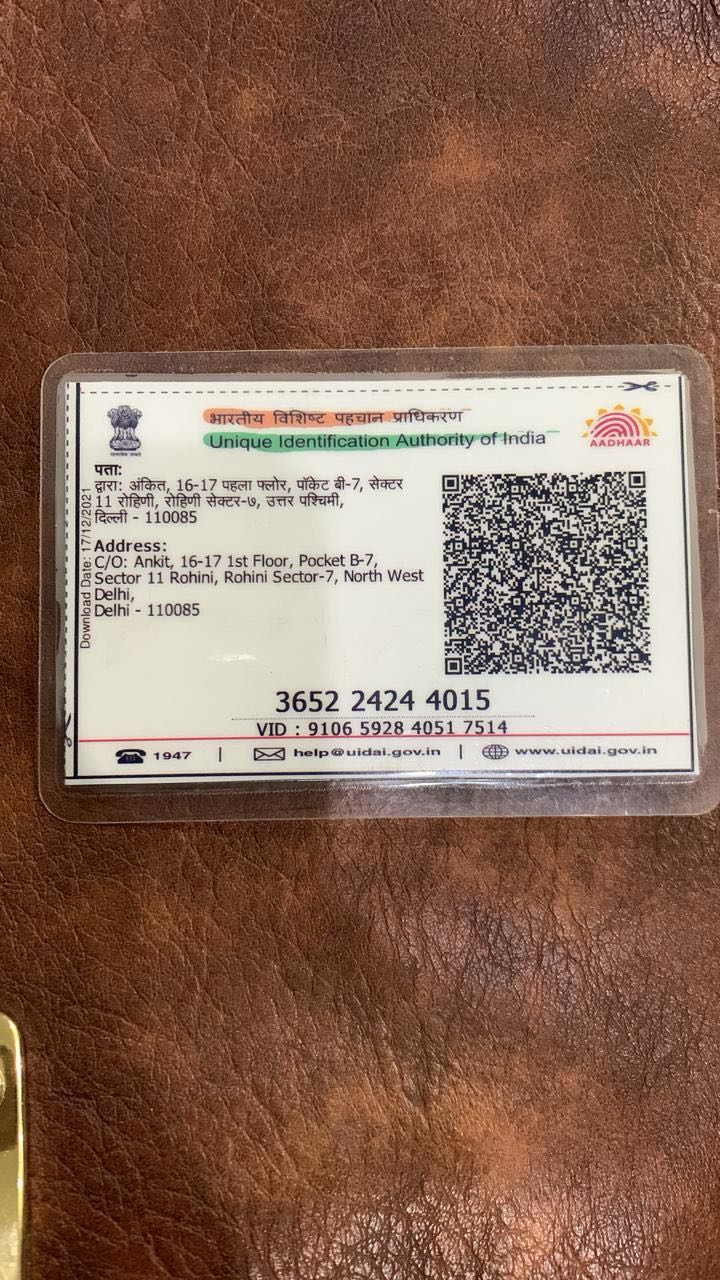 भारतीय विशिष्ट पहचान प्राधिकरण
Unique Identification Authority of India
AADHAAR
पता:
द्वारा: अंकित, 16-17 पहला फ्लोर, पॉकेट बी-7, सेक्टर
11 रोहिणी, रोहिणी सेक्टर-७, उत्तर पश्चिमी,
दिल्ली - 110085
Address:
C/O: Ankit, 16-17 1st Floor, Pocket B-7,
Sector 11 Rohini, Rohini Sector-7, North West
Delhi,
Delhi - 110085
Download Date: 17/12/2021
3652 2424 4015
VID : 9106 5928 4051 7514
1947 | help@uidai.gov.in | www.uidai.gov.in